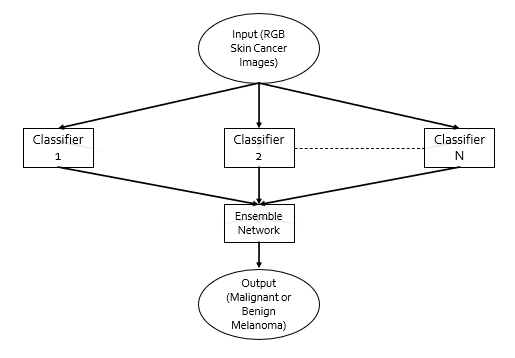 Input (RGB
Skin Cancer
Images)
Classifier
1
Classifier
2
Classifier
N
Ensemble
Network
Output
(Malignant or
Benign
Melanoma)